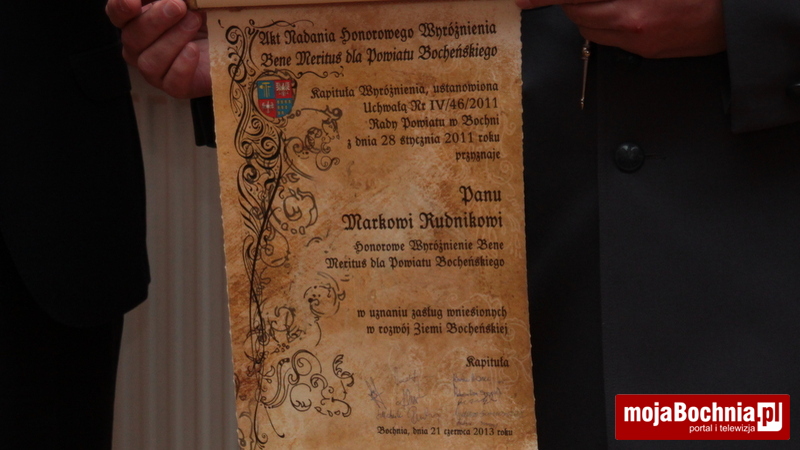 Akt Nadania Honorowego Wyróżnienia
Bene Meritus dla Powiatu Bocheńskiego
Kapituła Wyróżnienia, ustanowiona
Uchwałą Nr IV/46/2011
Rady Powiatu w Bochni
z dnia 28 stycznia 2011 roku
przyznaje
Panu
Markowi Rudnikowi
Honorowe Wyróżnienie Bene
Meritus dla Powiatu Bocheńskiego
w uznaniu zasług wniesionych
w rozwój Ziemi Bocheńskiej
Kapituła
Bochnia, dnia 21 czerwca 2013 roku
mojaBochnia.pl
portal i telewizja